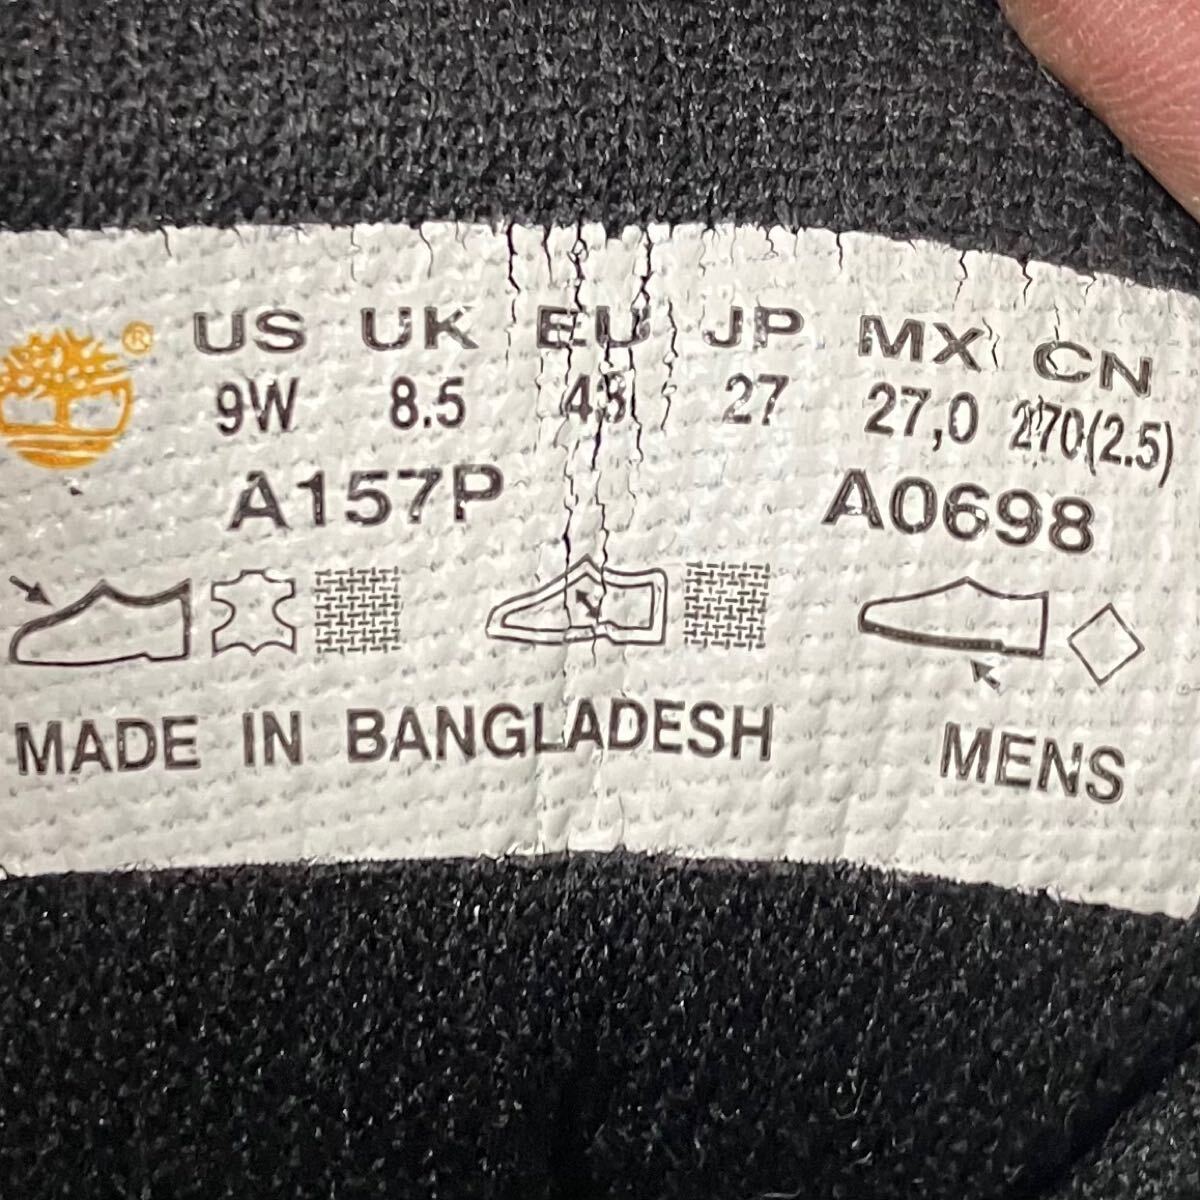 ® US UK EU JP MX CN
9W 8.5 43 27 27,0 270(2.5)
A157P A0698
MADE IN BANGLADESH MENS